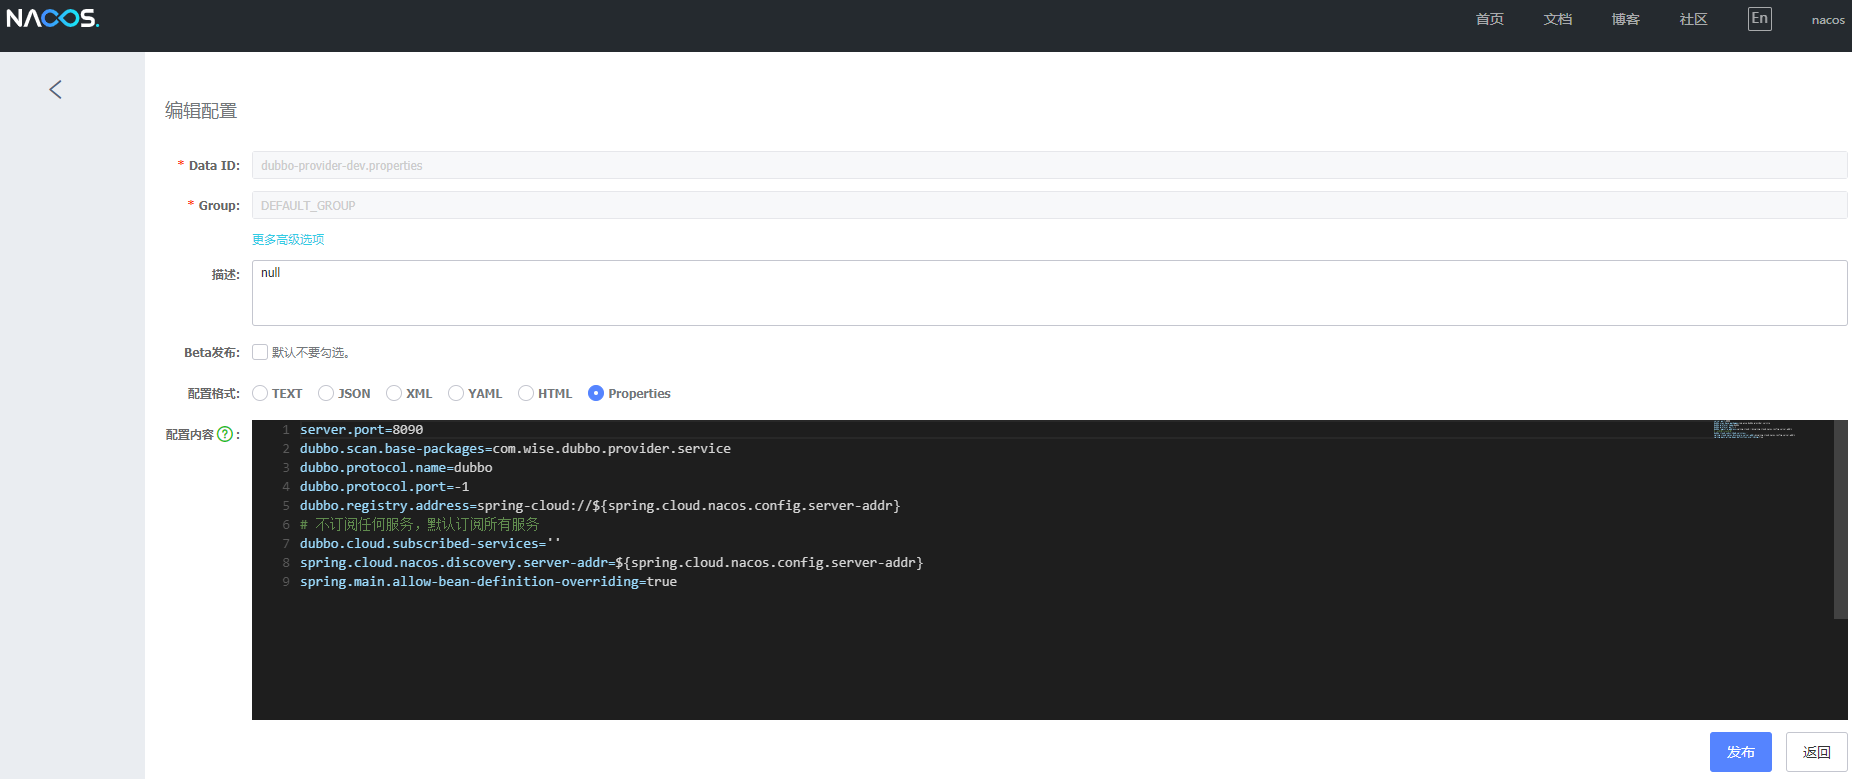 NACOS.
首页 文档 博客 社区 En nacos
编辑配置
* Data ID: dubbo-provider-dev.properties
* Group: DEFAULT_GROUP
更多高级选项
描述: null
Beta发布: 默认不要勾选。
配置格式: TEXT JSON XML YAML HTML Properties
配置内容 ? :
1 server.port=8090
2 dubbo.scan.base-packages=com.wise.dubbo.provider.service
3 dubbo.protocol.name=dubbo
4 dubbo.protocol.port=-1
5 dubbo.registry.address=spring-cloud://${spring.cloud.nacos.config.server-addr}
6 # 不订阅任何服务，默认订阅所有服务
7 dubbo.cloud.subscribed-services=''
8 spring.cloud.nacos.discovery.server-addr=${spring.cloud.nacos.config.server-addr}
9 spring.main.allow-bean-definition-overriding=true
发布 返回